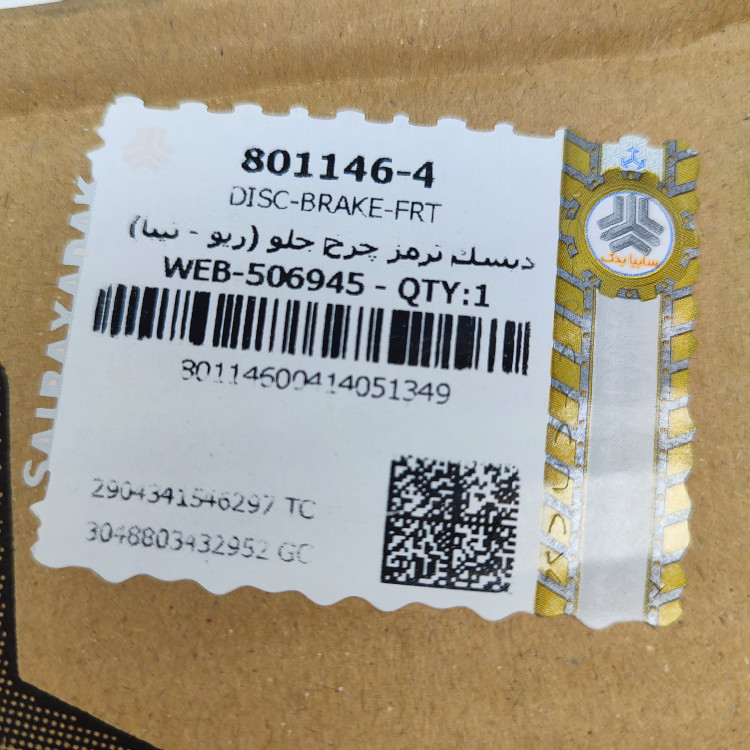 801146-4
DISC-BRAKE-FRT
دیسک ترمز چرخ جلو (ریو - تیبا)
WEB-506945 - QTY:1
80114600414051349
2904341546297 TC
3048803432952 GC
SAIPAYADAK
سایپا یدک